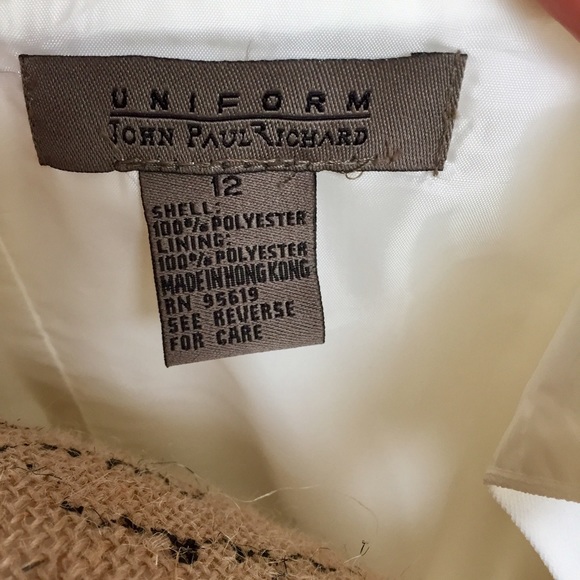 UNIFORM
JOHN PAUL RICHARD
12
SHELL:
100% POLYESTER
LINING:
100% POLYESTER
MADE IN HONG KONG
RN 95619
SEE REVERSE
FOR CARE